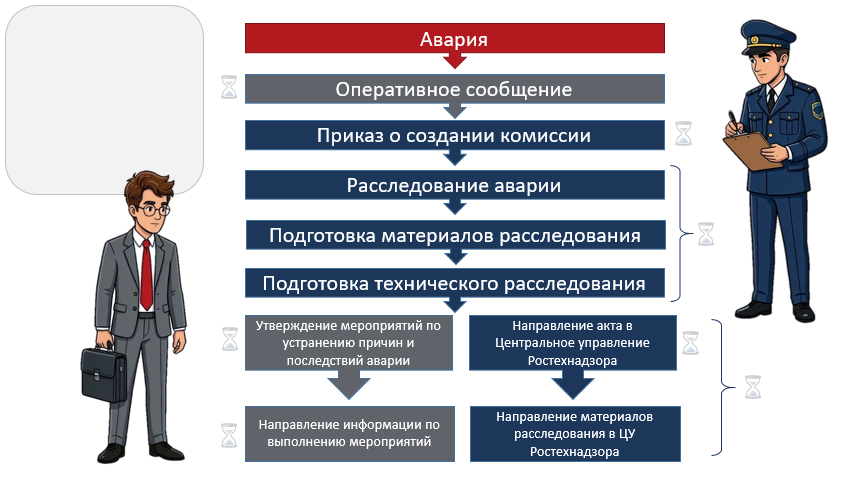 Авария
Оперативное сообщение
Приказ о создании комиссии
Расследование аварии
Подготовка материалов расследования
Подготовка технического расследования
Утверждение мероприятий по
устранению причин и
последствий аварии
Направление акта в
Центральное управление
Ростехнадзора
Направление информации по
выполнению мероприятий
Направление материалов
расследования в ЦУ
Ростехнадзора